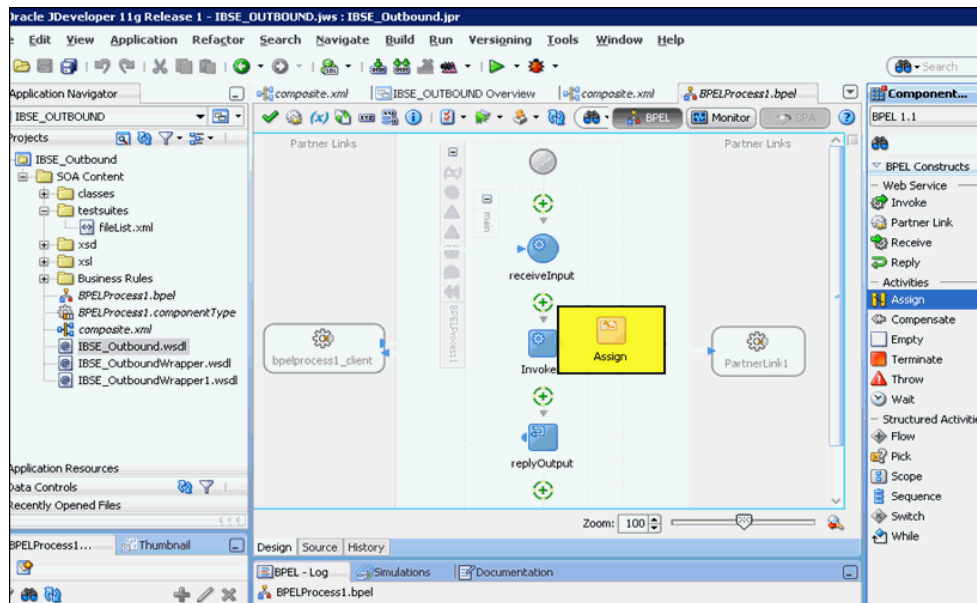 Oracle JDeveloper 11g Release 1 - IBSE_OUTBOUND.jws : IBSE_Outbound.jpr
Edit View Application Refactor Search Navigate Build Run Versioning Tools Window Help
Search
Application Navigator
composite.xml
IBSE_OUTBOUND Overview
composite.xml
BPELProcess1.bpel
Component...
IBSE_OUTBOUND
BPEL
Monitor
BPA
BPEL 1.1
Projects
IBSE_Outbound
SOA Content
classes
testsuites
fileList.xml
xsd
xsl
Business Rules
BPELProcess1.bpel
BPELProcess1.componentType
composite.xml
IBSE_Outbound.wsdl
IBSE_OutboundWrapper.wsdl
IBSE_OutboundWrapper1.wsdl
Application Resources
Data Controls
Recently Opened Files
BPELProcess1...
Thumbnail
Partner Links
Partner Links
main
BPELProcess1
receiveInput
bpelprocess1_client
Invoke
Assign
PartnerLink1
replyOutput
Zoom: 100
Design Source History
BPEL - Log
Simulations
Documentation
BPELProcess1.bpel
BPEL Constructs
Web Service
Invoke
Partner Link
Receive
Reply
Activities
Assign
Compensate
Empty
Terminate
Throw
Wait
Structured Activitie
Flow
Pick
Scope
Sequence
Switch
While